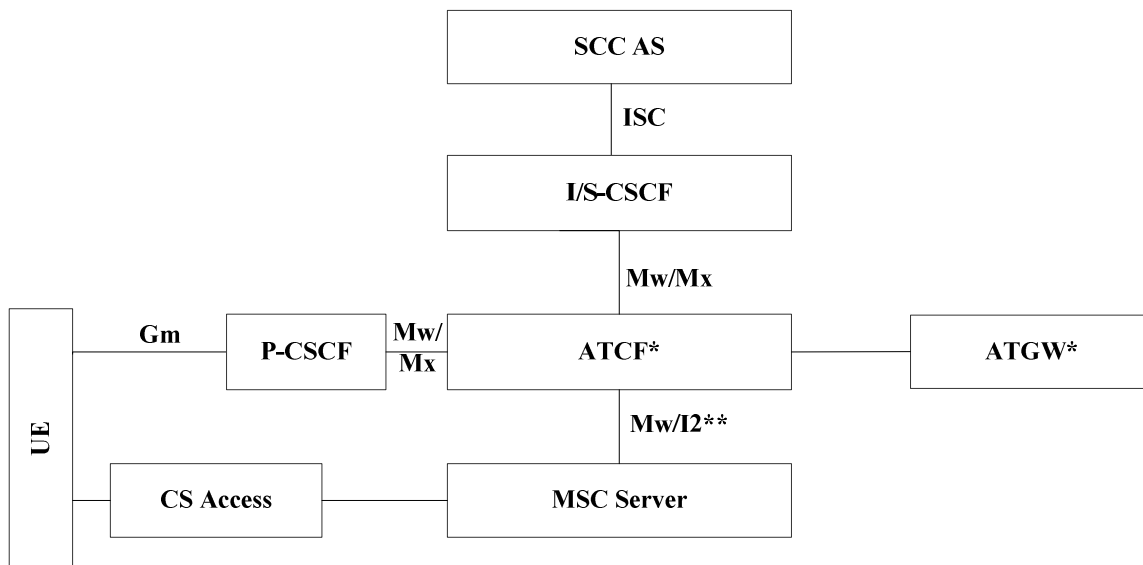 SCC AS
ISC
I/S-CSCF
Mw/Mx
Gm
P-CSCF
Mw/
Mx
ATCF*
ATGW*
Mw/I2**
UE
CS Access
MSC Server